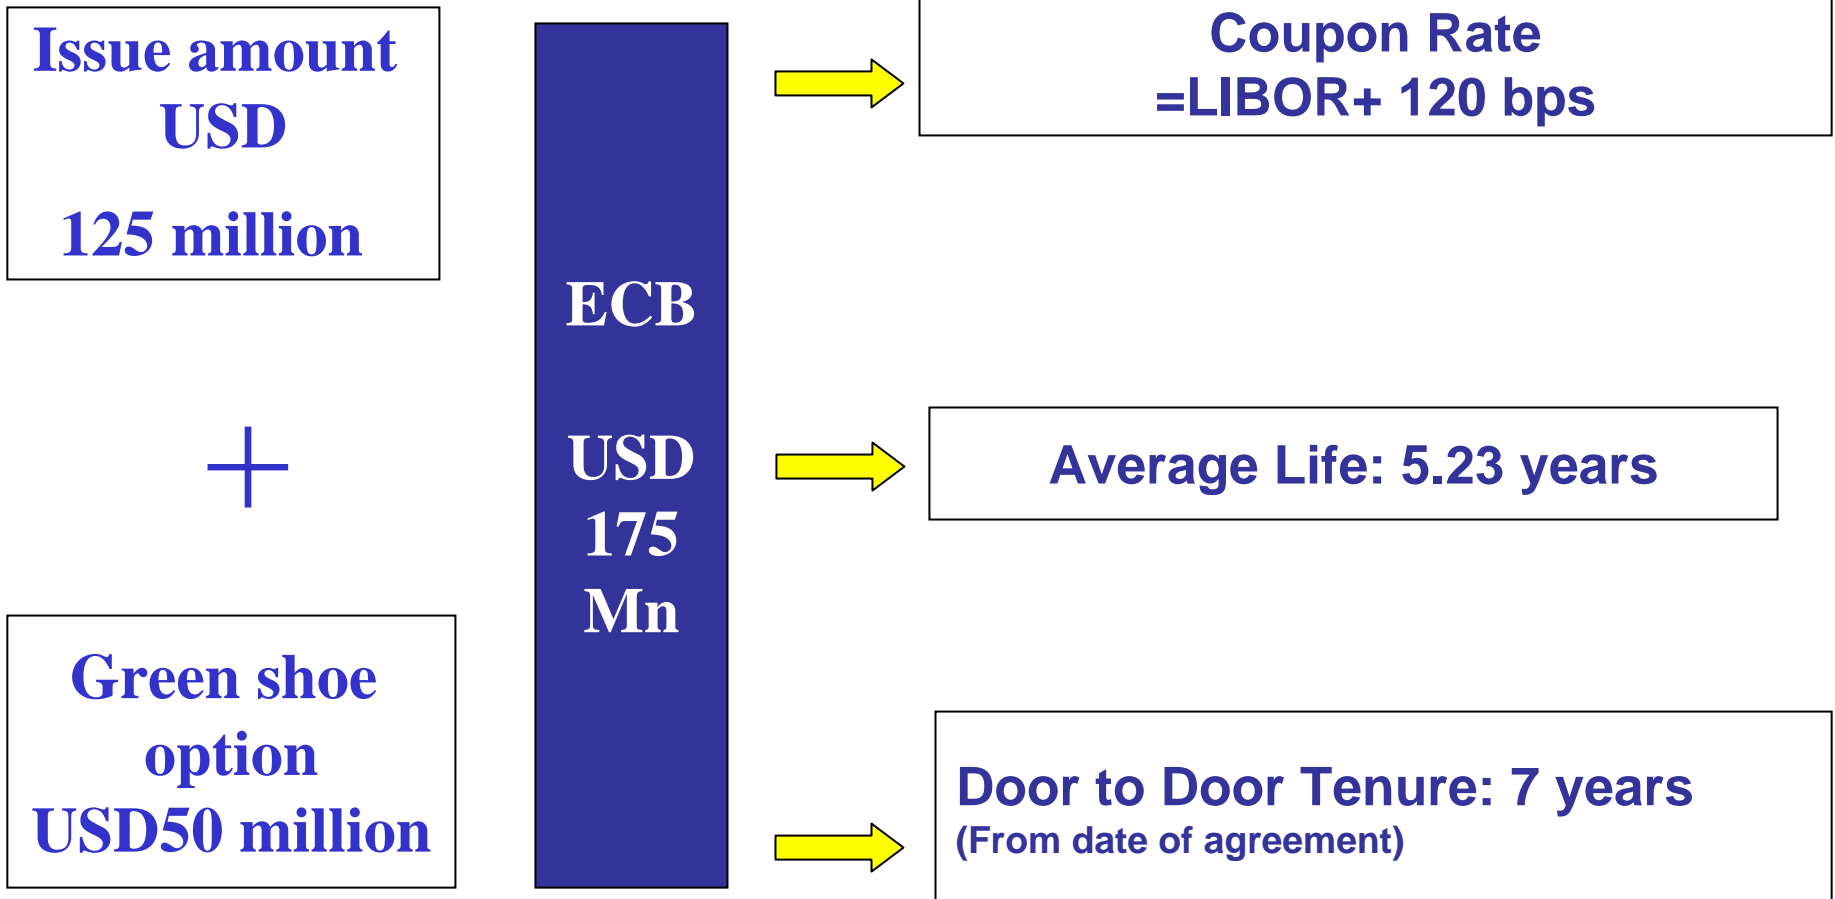 Issue amount
USD
125 million
+
Green shoe
option
USD50 million
ECB
USD
175
Mn
Coupon Rate
=LIBOR+ 120 bps
Average Life: 5.23 years
Door to Door Tenure: 7 years
(From date of agreement)